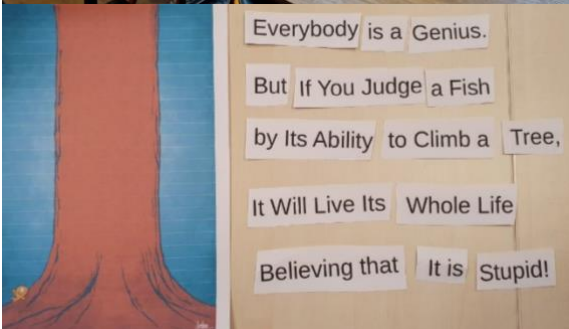 Everybody is a Genius.
But If You Judge a Fish
by Its Ability to Climb a Tree,
It Will Live Its Whole Life
Believing that It is Stupid!